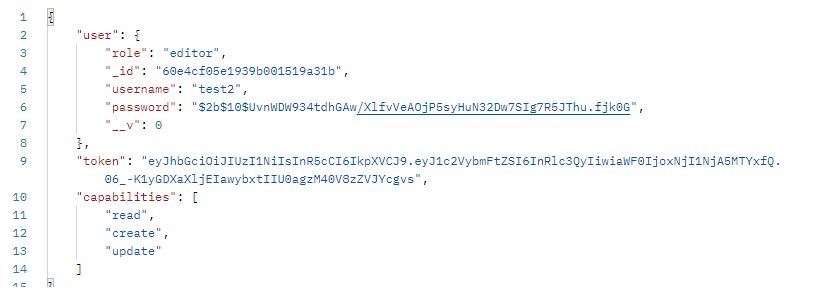 1 {
2 "user": {
3 "role": "editor",
4 "_id": "60e4cf05e1939b001519a31b",
5 "username": "test2",
6 "password": "$2b$10$UvnWDW934tdhGAw/XlfvVeAOjP5syHuN32Dw7SIg7R5JThu.fjk0G",
7 "__v": 0
8 },
9 "token": "eyJhbGciOiJIUzI1NiIsInR5cCI6IkpXVCJ9.eyJ1c2VybmFtZSI6InRlc3QyIiwiaWF0IjoxNjI1NjA5MTYxfQ.
06_-K1yGDXaXljEIawybxtIIU0agzM40V8zZVJYcgvs",
10 "capabilities": [
11 "read",
12 "create",
13 "update"
14 ]
15 }